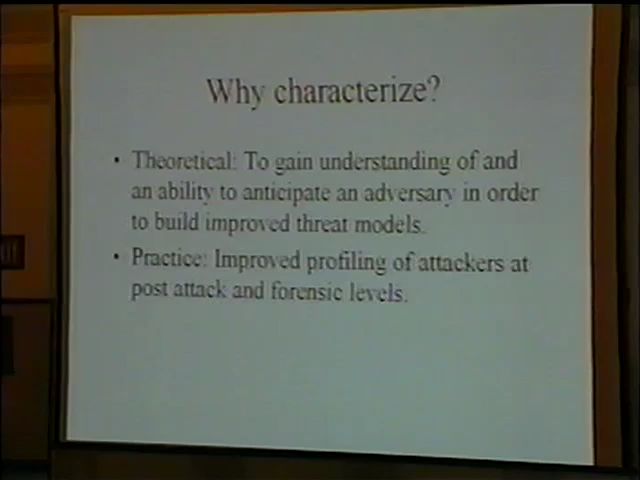 Why characterize?
• Theoretical: To gain understanding of and
an ability to anticipate an adversary in order
to build improved threat models.
• Practice: Improved profiling of attackers at
post attack and forensic levels.